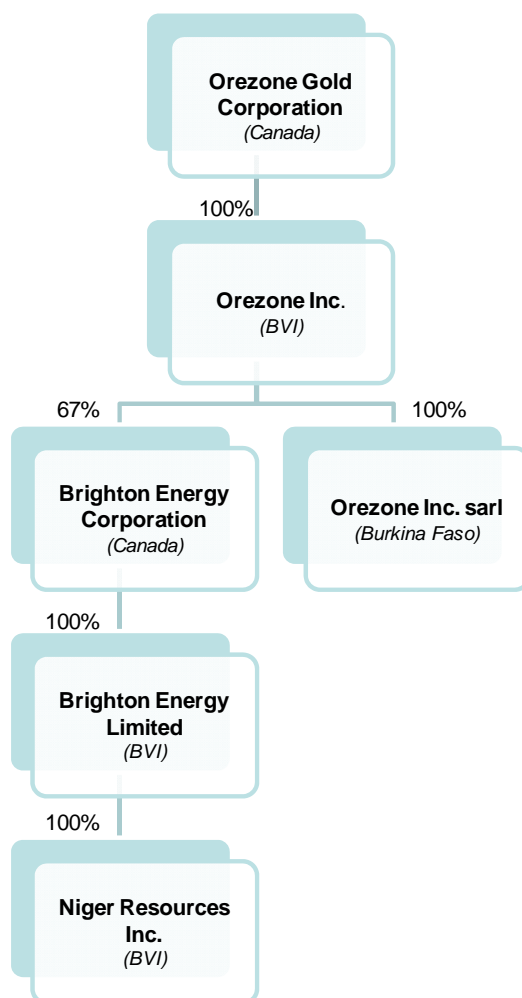 Orezone Gold
Corporation
(Canada)
100%
Orezone Inc.
(BVI)
67%
100%
Brighton Energy
Corporation
(Canada)
Orezone Inc. sarl
(Burkina Faso)
100%
Brighton Energy
Limited
(BVI)
100%
Niger Resources
Inc.
(BVI)